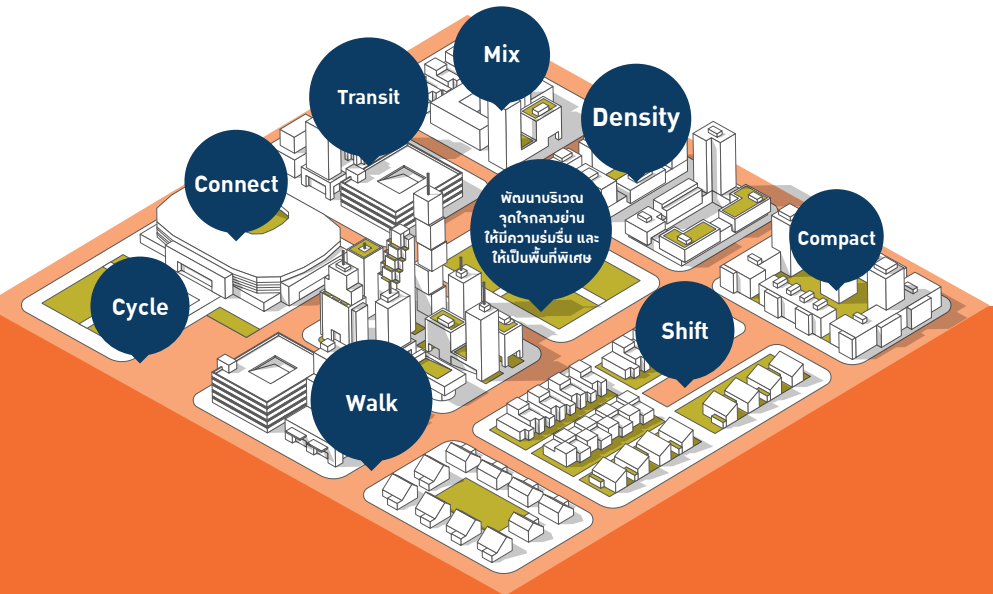 Mix
Transit
Density
Connect
พัฒนาบริเวณ
จุดใจกลางย่าน
ให้มีความร่มรื่น และ
ให้เป็นพื้นที่พิเศษ
Compact
Cycle
Shift
Walk